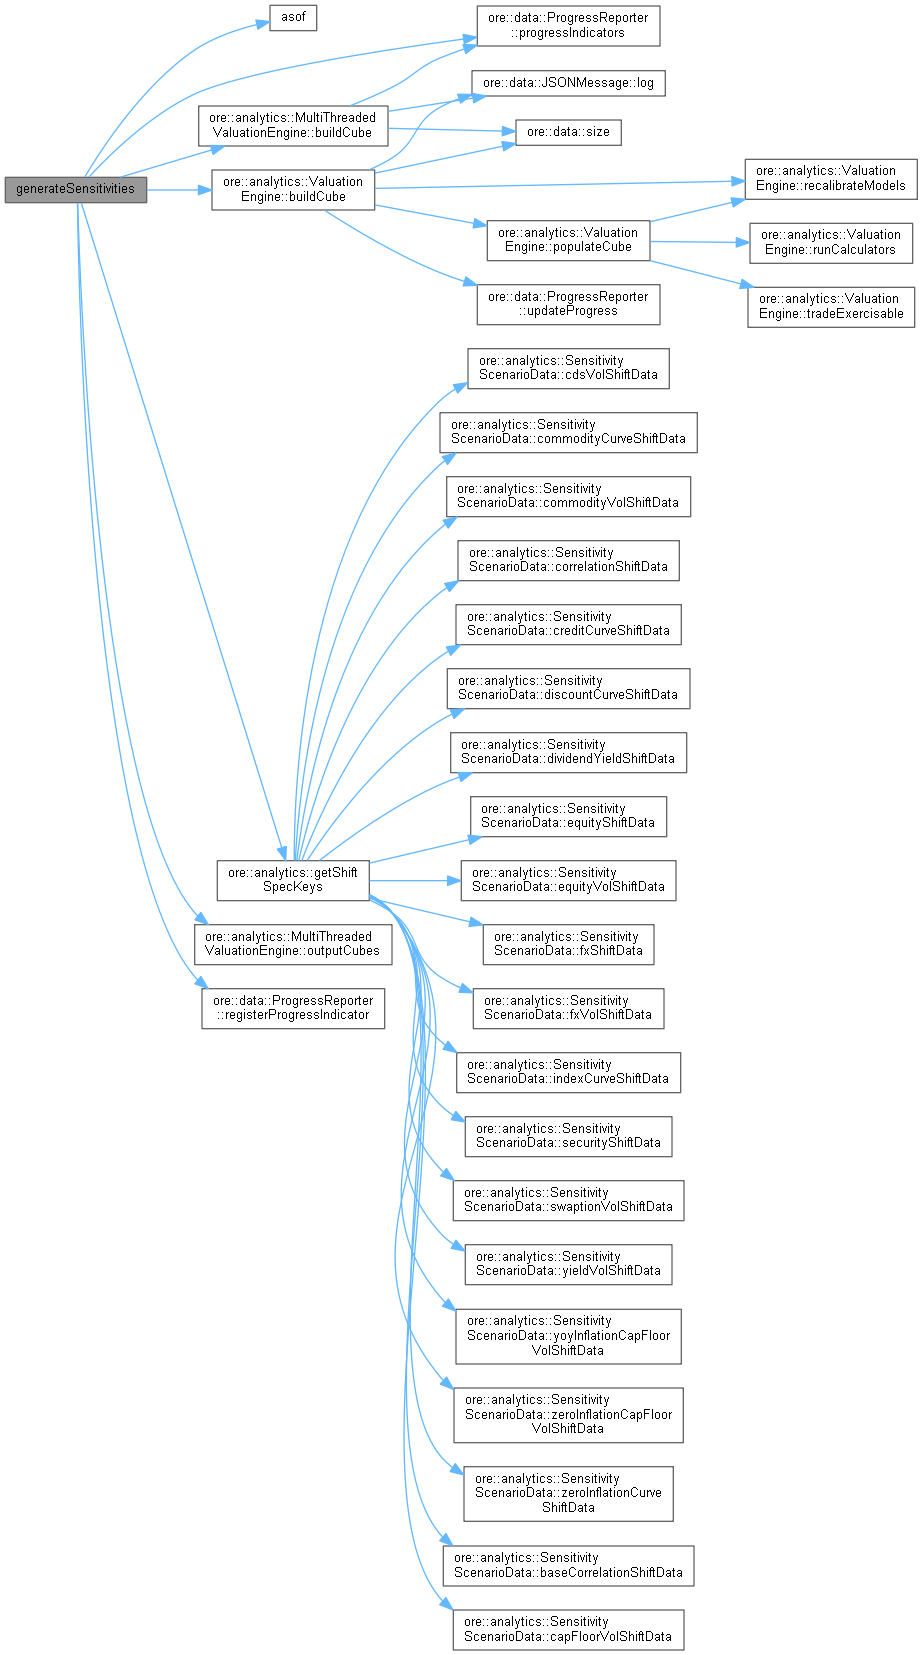 asof
ore::data::ProgressReporter
::progressIndicators
ore::data::JSONMessage::log
ore::analytics::MultiThreaded
ValuationEngine::buildCube
ore::data::size
generateSensitivities
ore::analytics::Valuation
Engine::buildCube
ore::analytics::Valuation
Engine::recalibrateModels
ore::analytics::Valuation
Engine::populateCube
ore::analytics::Valuation
Engine::runCalculators
ore::data::ProgressReporter
::updateProgress
ore::analytics::Valuation
Engine::tradeExercisable
ore::analytics::Sensitivity
ScenarioData::cdsVolShiftData
ore::analytics::Sensitivity
ScenarioData::commodityCurveShiftData
ore::analytics::Sensitivity
ScenarioData::commodityVolShiftData
ore::analytics::Sensitivity
ScenarioData::correlationShiftData
ore::analytics::Sensitivity
ScenarioData::creditCurveShiftData
ore::analytics::Sensitivity
ScenarioData::discountCurveShiftData
ore::analytics::Sensitivity
ScenarioData::dividendYieldShiftData
ore::analytics::Sensitivity
ScenarioData::equityShiftData
ore::analytics::getShift
SpecKeys
ore::analytics::Sensitivity
ScenarioData::equityVolShiftData
ore::analytics::MultiThreaded
ValuationEngine::outputCubes
ore::analytics::Sensitivity
ScenarioData::fxShiftData
ore::data::ProgressReporter
::registerProgressIndicator
ore::analytics::Sensitivity
ScenarioData::fxVolShiftData
ore::analytics::Sensitivity
ScenarioData::indexCurveShiftData
ore::analytics::Sensitivity
ScenarioData::securityShiftData
ore::analytics::Sensitivity
ScenarioData::swaptionVolShiftData
ore::analytics::Sensitivity
ScenarioData::yieldVolShiftData
ore::analytics::Sensitivity
ScenarioData::yoyInflationCapFloor
VolShiftData
ore::analytics::Sensitivity
ScenarioData::zeroInflationCapFloor
VolShiftData
ore::analytics::Sensitivity
ScenarioData::zeroInflationCurve
ShiftData
ore::analytics::Sensitivity
ScenarioData::baseCorrelationShiftData
ore::analytics::Sensitivity
ScenarioData::capFloorVolShiftData